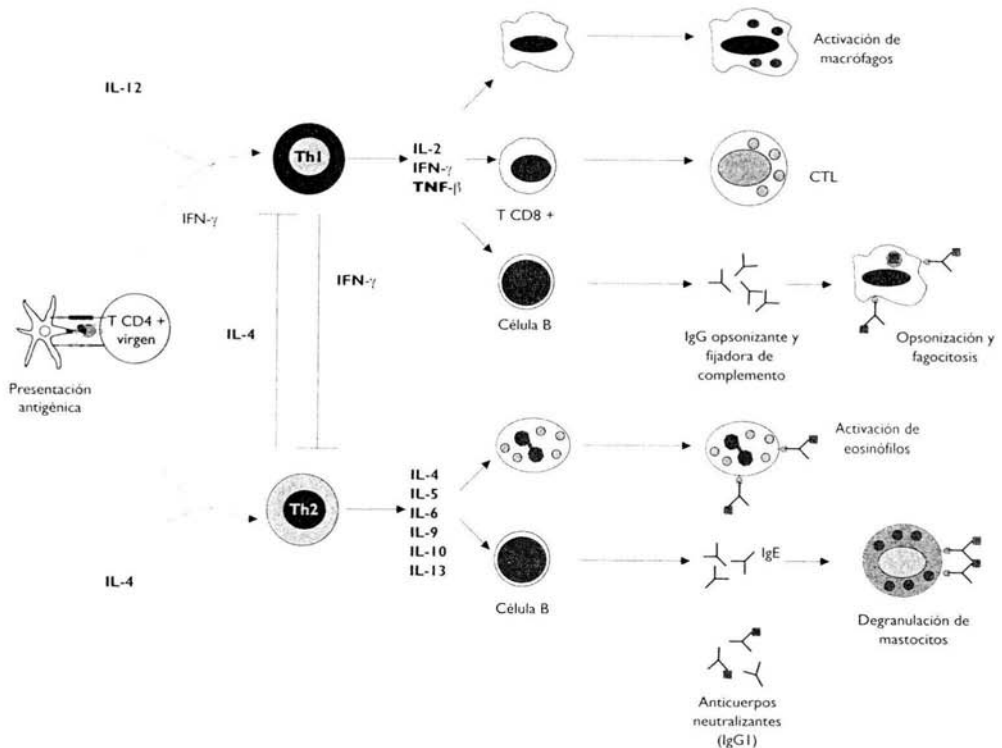 IL-12
Activación de
macrófagos
Th1
IL-2
IFN-γ
TNF-β
CTL
T CD8 +
IFN-γ
IFN-γ
IL-4
T CD4 +
virgen
Presentación
antigénica
Célula B
IgG opsonizante y
fijadora de
complemento
Opsonización y
fagocitosis
Activación de
eosinófilos
Th2
IL-4
IL-5
IL-6
IL-9
IL-10
IL-13
IL-4
Célula B
IgE
Degranulación de
mastocitos
Anticuerpos
neutralizantes
(IgG1)